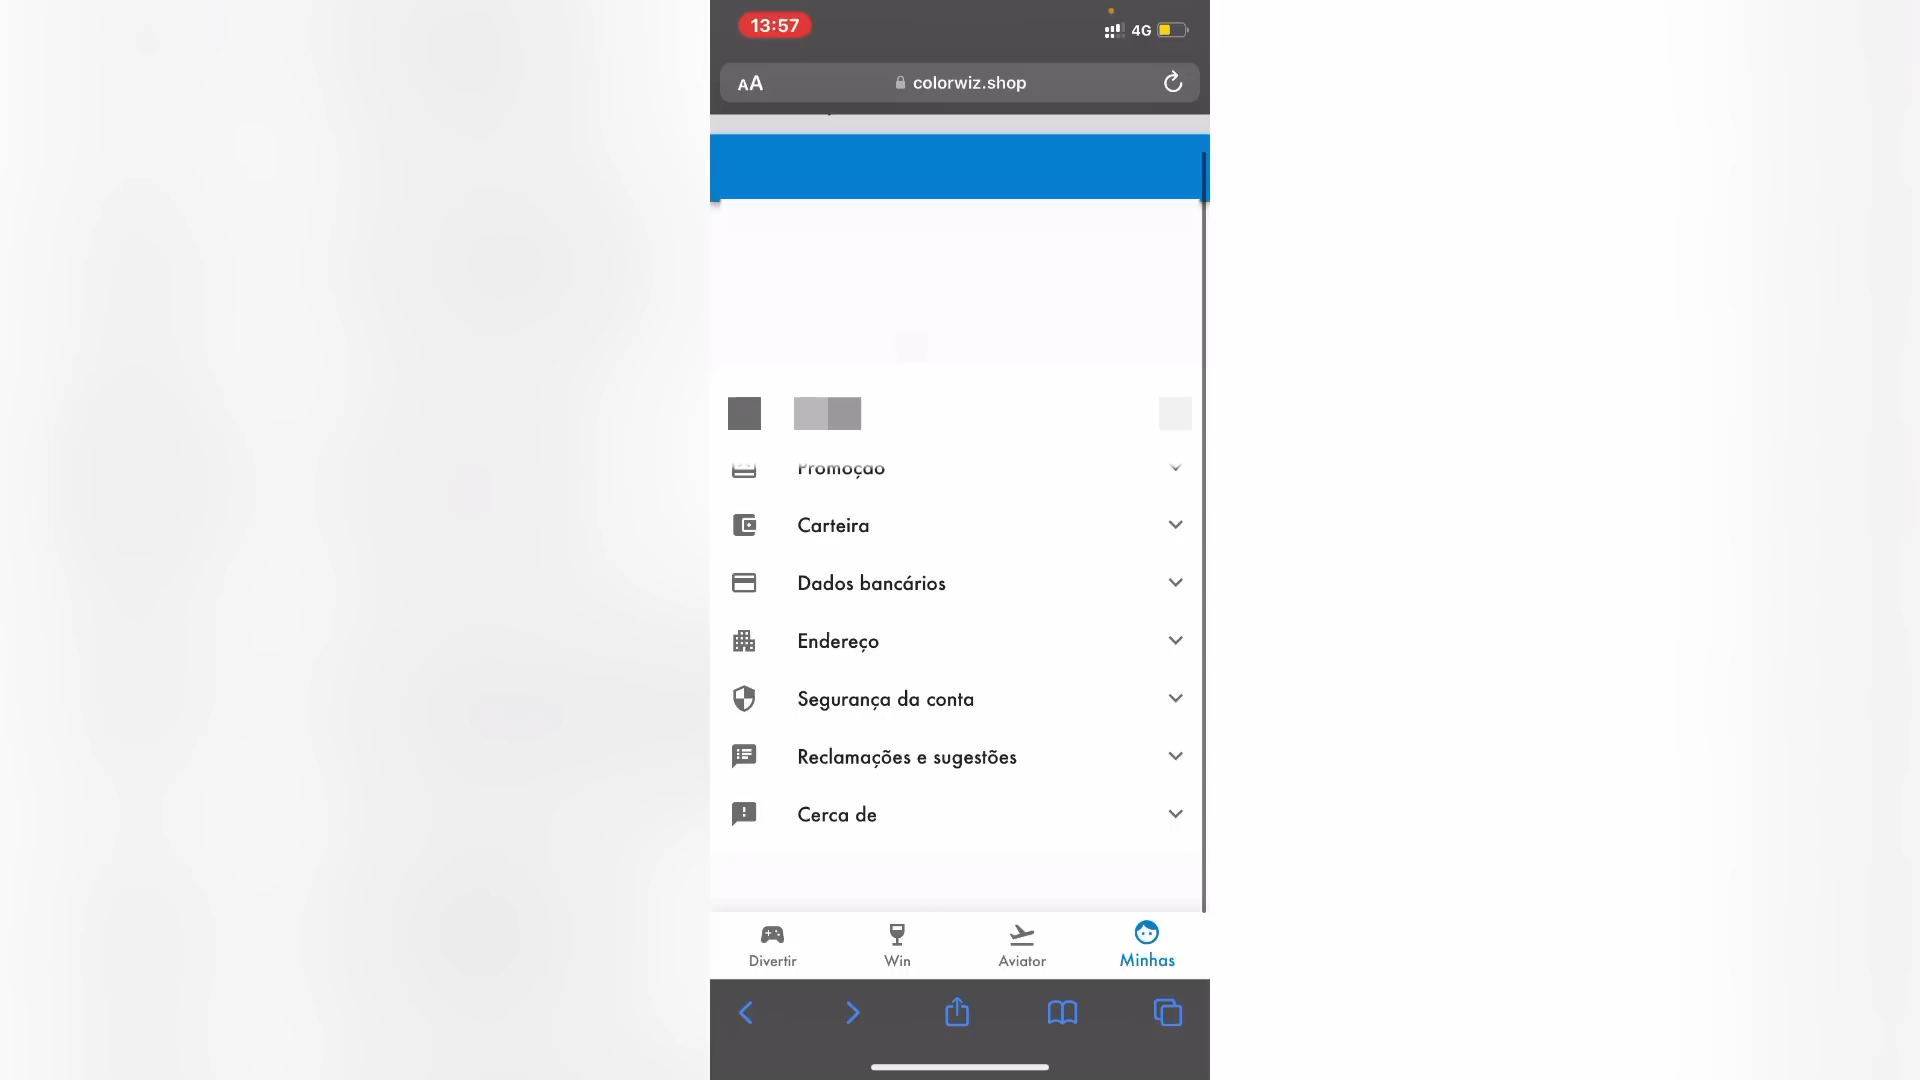 13:57
4G
AA
colorwiz.shop
Promoção
Carteira
Dados bancários
Endereço
Segurança da conta
Reclamações e sugestões
Cerca de
Divertir
Win
Aviator
Minhas